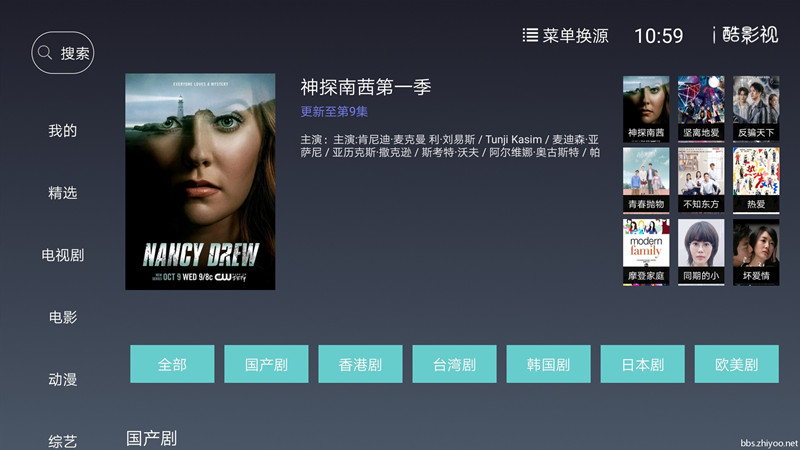 搜索
菜单换源
10:59
酷影视
我的
精选
电视剧
电影
动漫
综艺
EVERYONE LOVES A MYSTERY
NANCY DREW
OCT 9 WED 9/8c CW
神探南茜第一季
更新至第9集
主演：主演:肯尼迪·麦克曼 利·刘易斯 / Tunji Kasim / 麦迪森·亚
萨尼 / 亚历克斯·撒克逊 / 斯考特·沃夫 / 阿尔维娜·奥古斯特 / 帕
神探南茜
坚离地爱
反骗天下
青春抛物
不知东方
热爱
modern
family
摩登家庭
同期的小
坏爱情
全部
国产剧
香港剧
台湾剧
韩国剧
日本剧
欧美剧
国产剧
bbs.zhiyoo.net